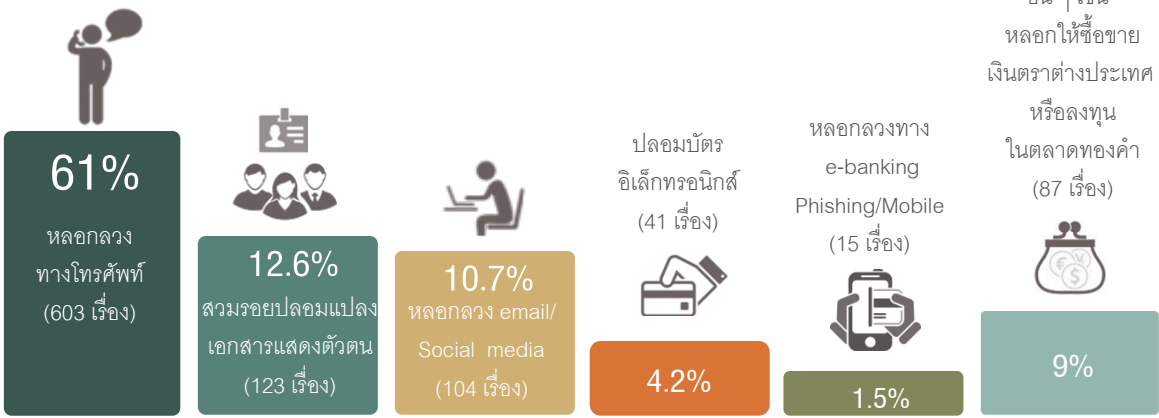 61%
หลอกลวง
ทางโทรศัพท์
(603 เรื่อง)
12.6%
สวมรอยปลอมแปลง
เอกสารแสดงตัวตน
(123 เรื่อง)
10.7%
หลอกลวง email/
Social media
(104 เรื่อง)
ปลอมบัตร
อิเล็กทรอนิกส์
(41 เรื่อง)
4.2%
หลอกลวงทาง
e-banking
Phishing/Mobile
(15 เรื่อง)
1.5%
หลอกให้ซื้อขาย
เงินตราต่างประเทศ
หรือลงทุน
ในตลาดทองคำ
(87 เรื่อง)
9%